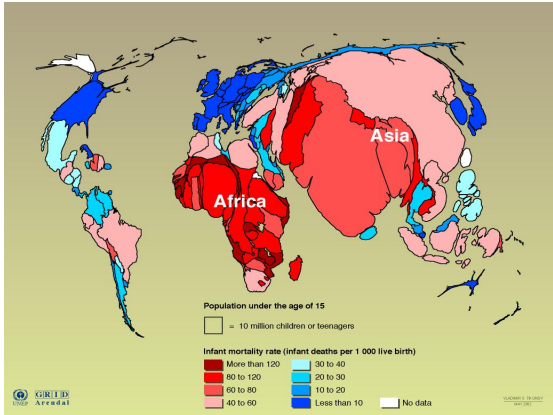 Asia
Africa
Population under the age of 15
= 10 million children or teenagers
Infant mortality rate (infant deaths per 1 000 live birth)
More than 120
80 to 120
60 to 80
40 to 60
30 to 40
20 to 30
10 to 20
Less than 10
No data
UNEP
G R I D
Arendal
MAY 2002